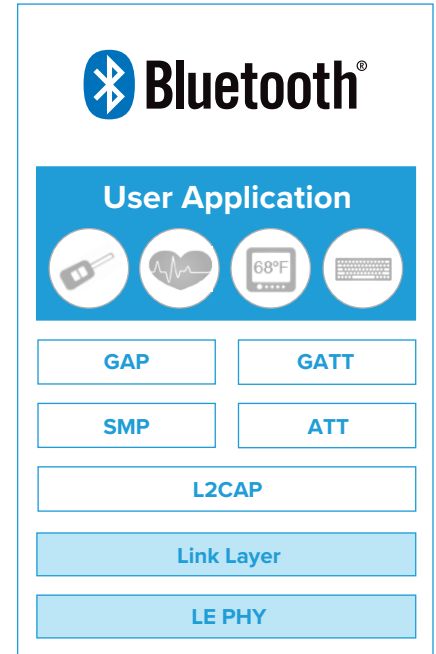 Bluetooth®
User Application
68°F
GAP
GATT
SMP
ATT
L2CAP
Link Layer
LE PHY